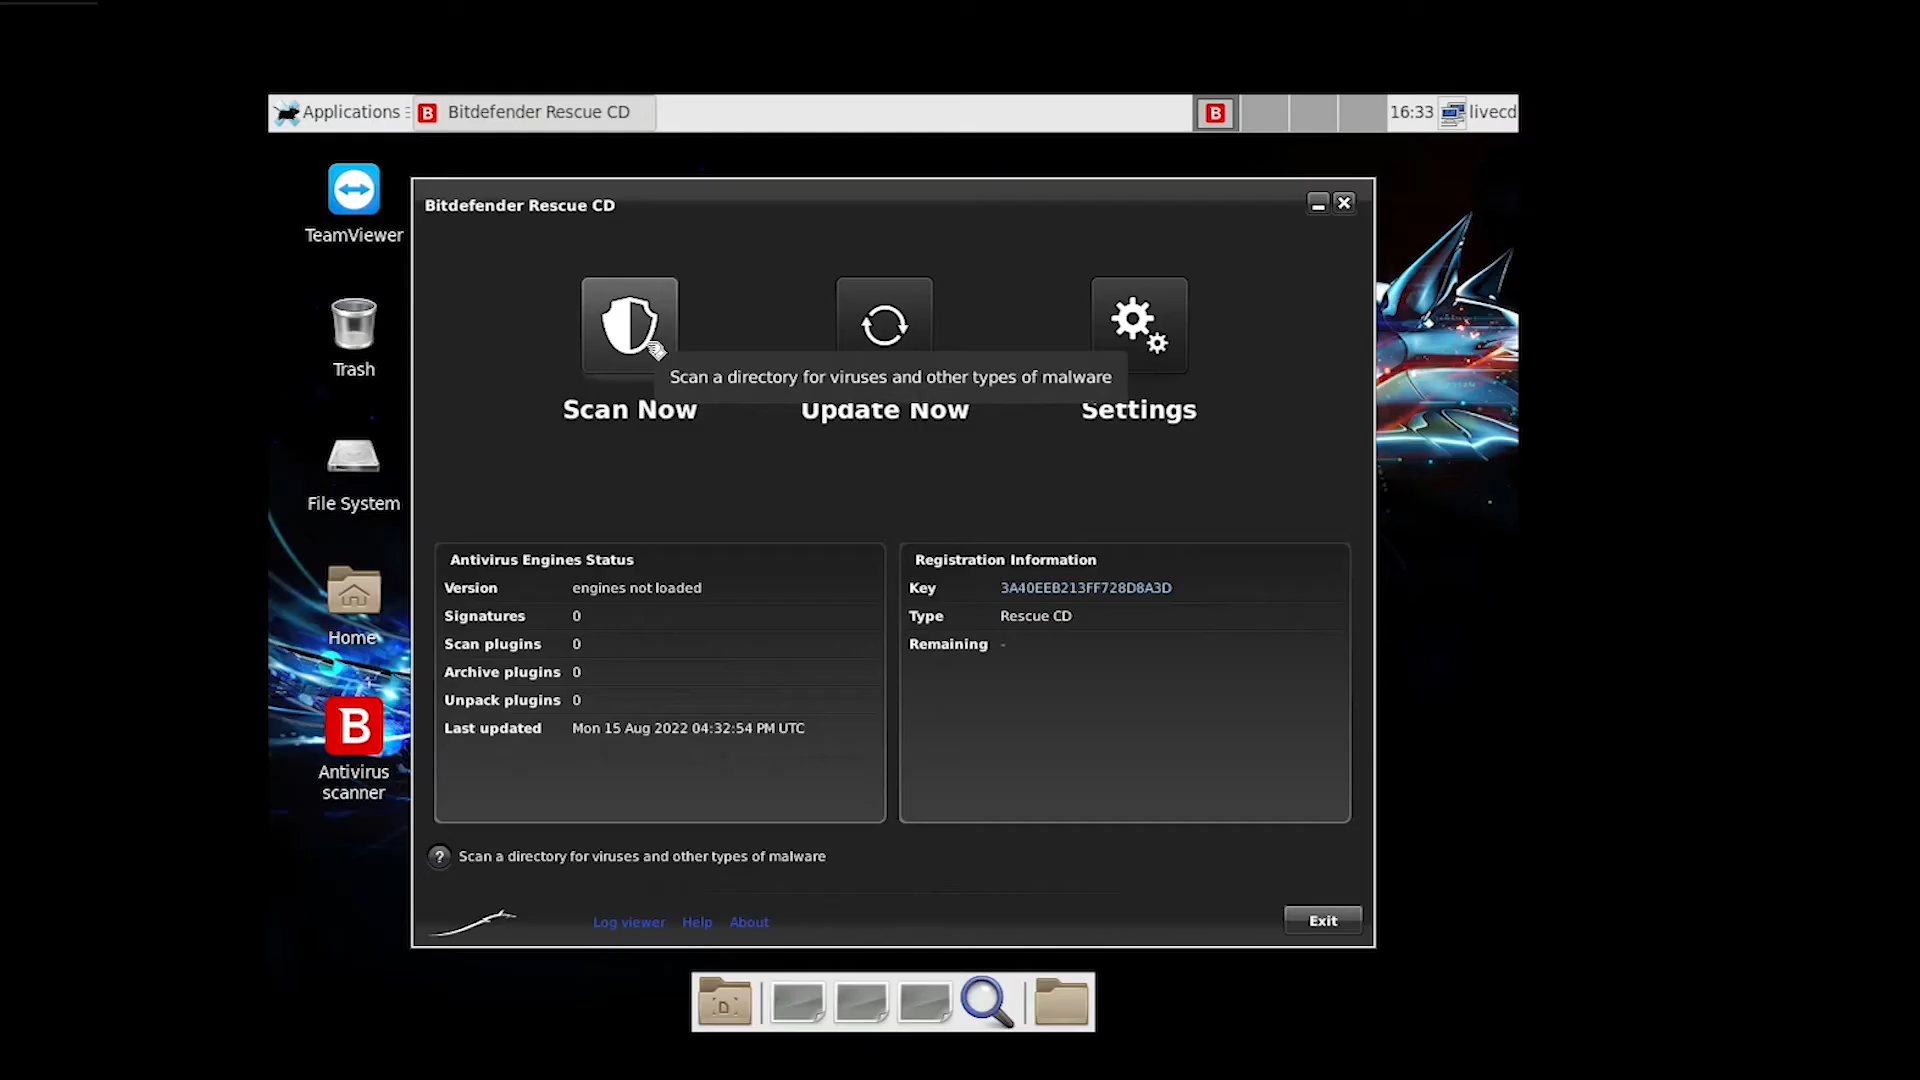 Applications
Bitdefender Rescue CD
16:33
livecd
TeamViewer
Trash
File System
Home
Antivirus
scanner
Bitdefender Rescue CD
Scan a directory for viruses and other types of malware
Scan Now
Update Now
Settings
Antivirus Engines Status
Version engines not loaded
Signatures 0
Scan plugins 0
Archive plugins 0
Unpack plugins 0
Last updated Mon 15 Aug 2022 04:32:54 PM UTC
Registration Information
Key 3A40EEB213FF728D8A3D
Type Rescue CD
Remaining -
? Scan a directory for viruses and other types of malware
Log viewer Help About
Exit